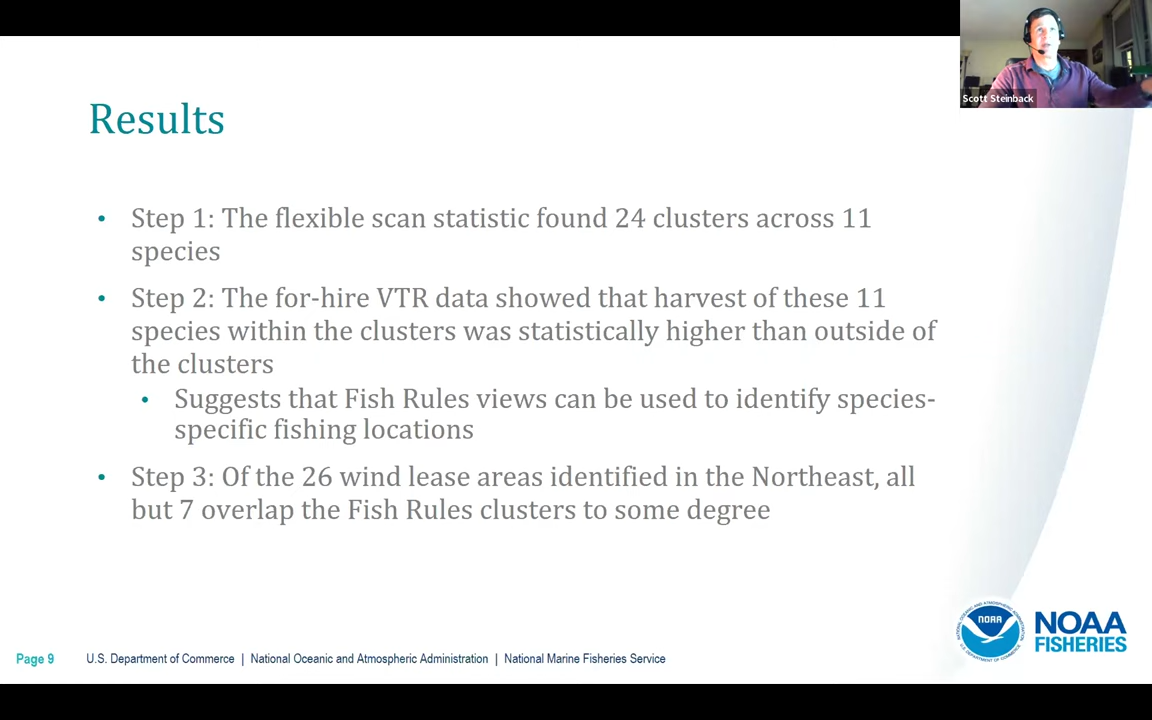 Scott Steinback
Results
• Step 1: The flexible scan statistic found 24 clusters across 11
species
• Step 2: The for-hire VTR data showed that harvest of these 11
species within the clusters was statistically higher than outside of
the clusters
• Suggests that Fish Rules views can be used to identify species-
specific fishing locations
• Step 3: Of the 26 wind lease areas identified in the Northeast, all
but 7 overlap the Fish Rules clusters to some degree
NOAA
NOAA
FISHERIES
Page 9 U.S. Department of Commerce | National Oceanic and Atmospheric Administration | National Marine Fisheries Service